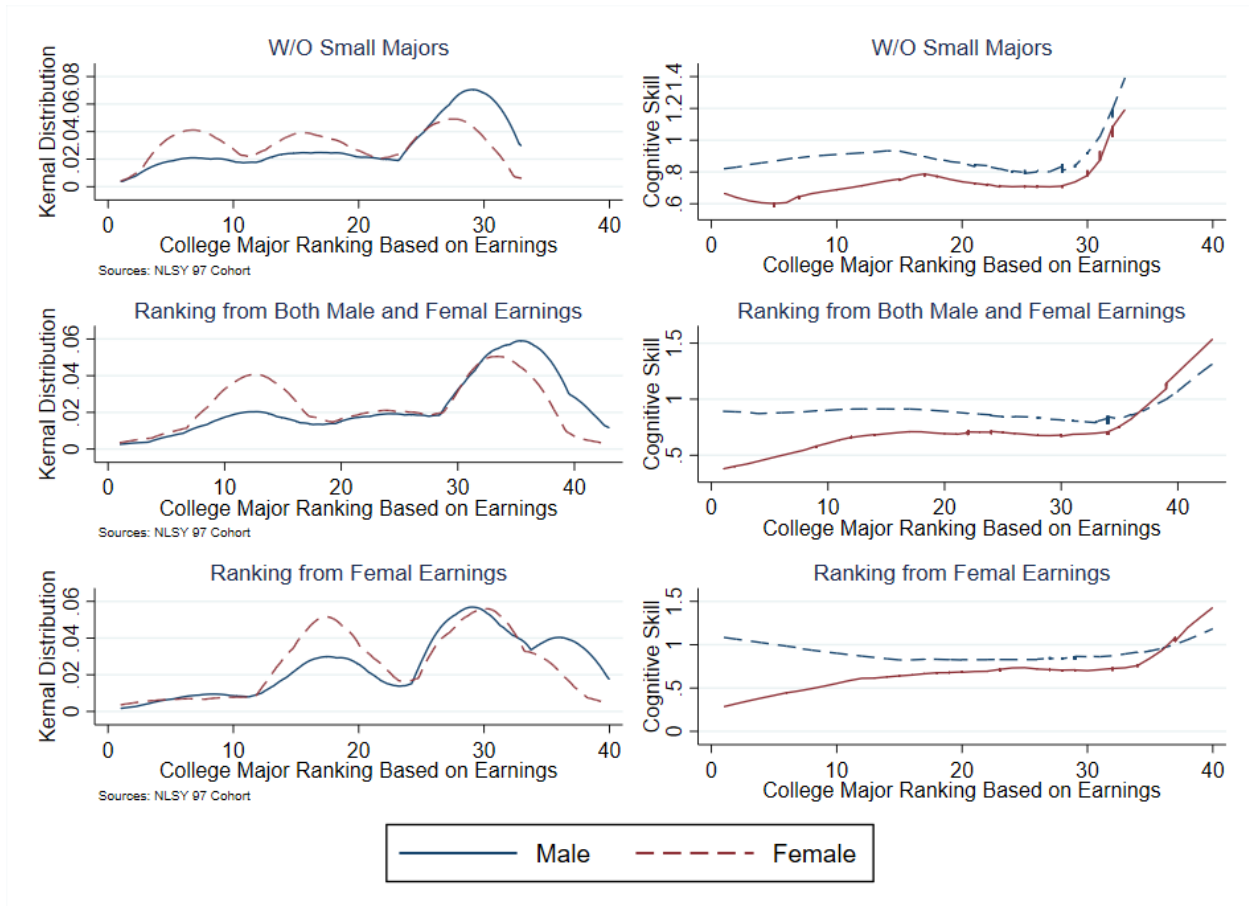 W/O Small Majors
Kernal Distribution
0 .02 .04 .06 .08
0 10 20 30 40
College Major Ranking Based on Earnings
Sources: NLSY 97 Cohort
W/O Small Majors
Cognitive Skill
.6 .8 1 1.2 1.4
0 10 20 30 40
College Major Ranking Based on Earnings
Ranking from Both Male and Femal Earnings
Kernal Distribution
0 .02 .04 .06
0 10 20 30 40
College Major Ranking Based on Earnings
Sources: NLSY 97 Cohort
Ranking from Both Male and Femal Earnings
Cognitive Skill
.5 1 1.5
0 10 20 30 40
College Major Ranking Based on Earnings
Ranking from Femal Earnings
Kernal Distribution
0 .02 .04 .06
0 10 20 30 40
College Major Ranking Based on Earnings
Sources: NLSY 97 Cohort
Ranking from Femal Earnings
Cognitive Skill
0 .5 1 1.5
0 10 20 30 40
College Major Ranking Based on Earnings
Male Female